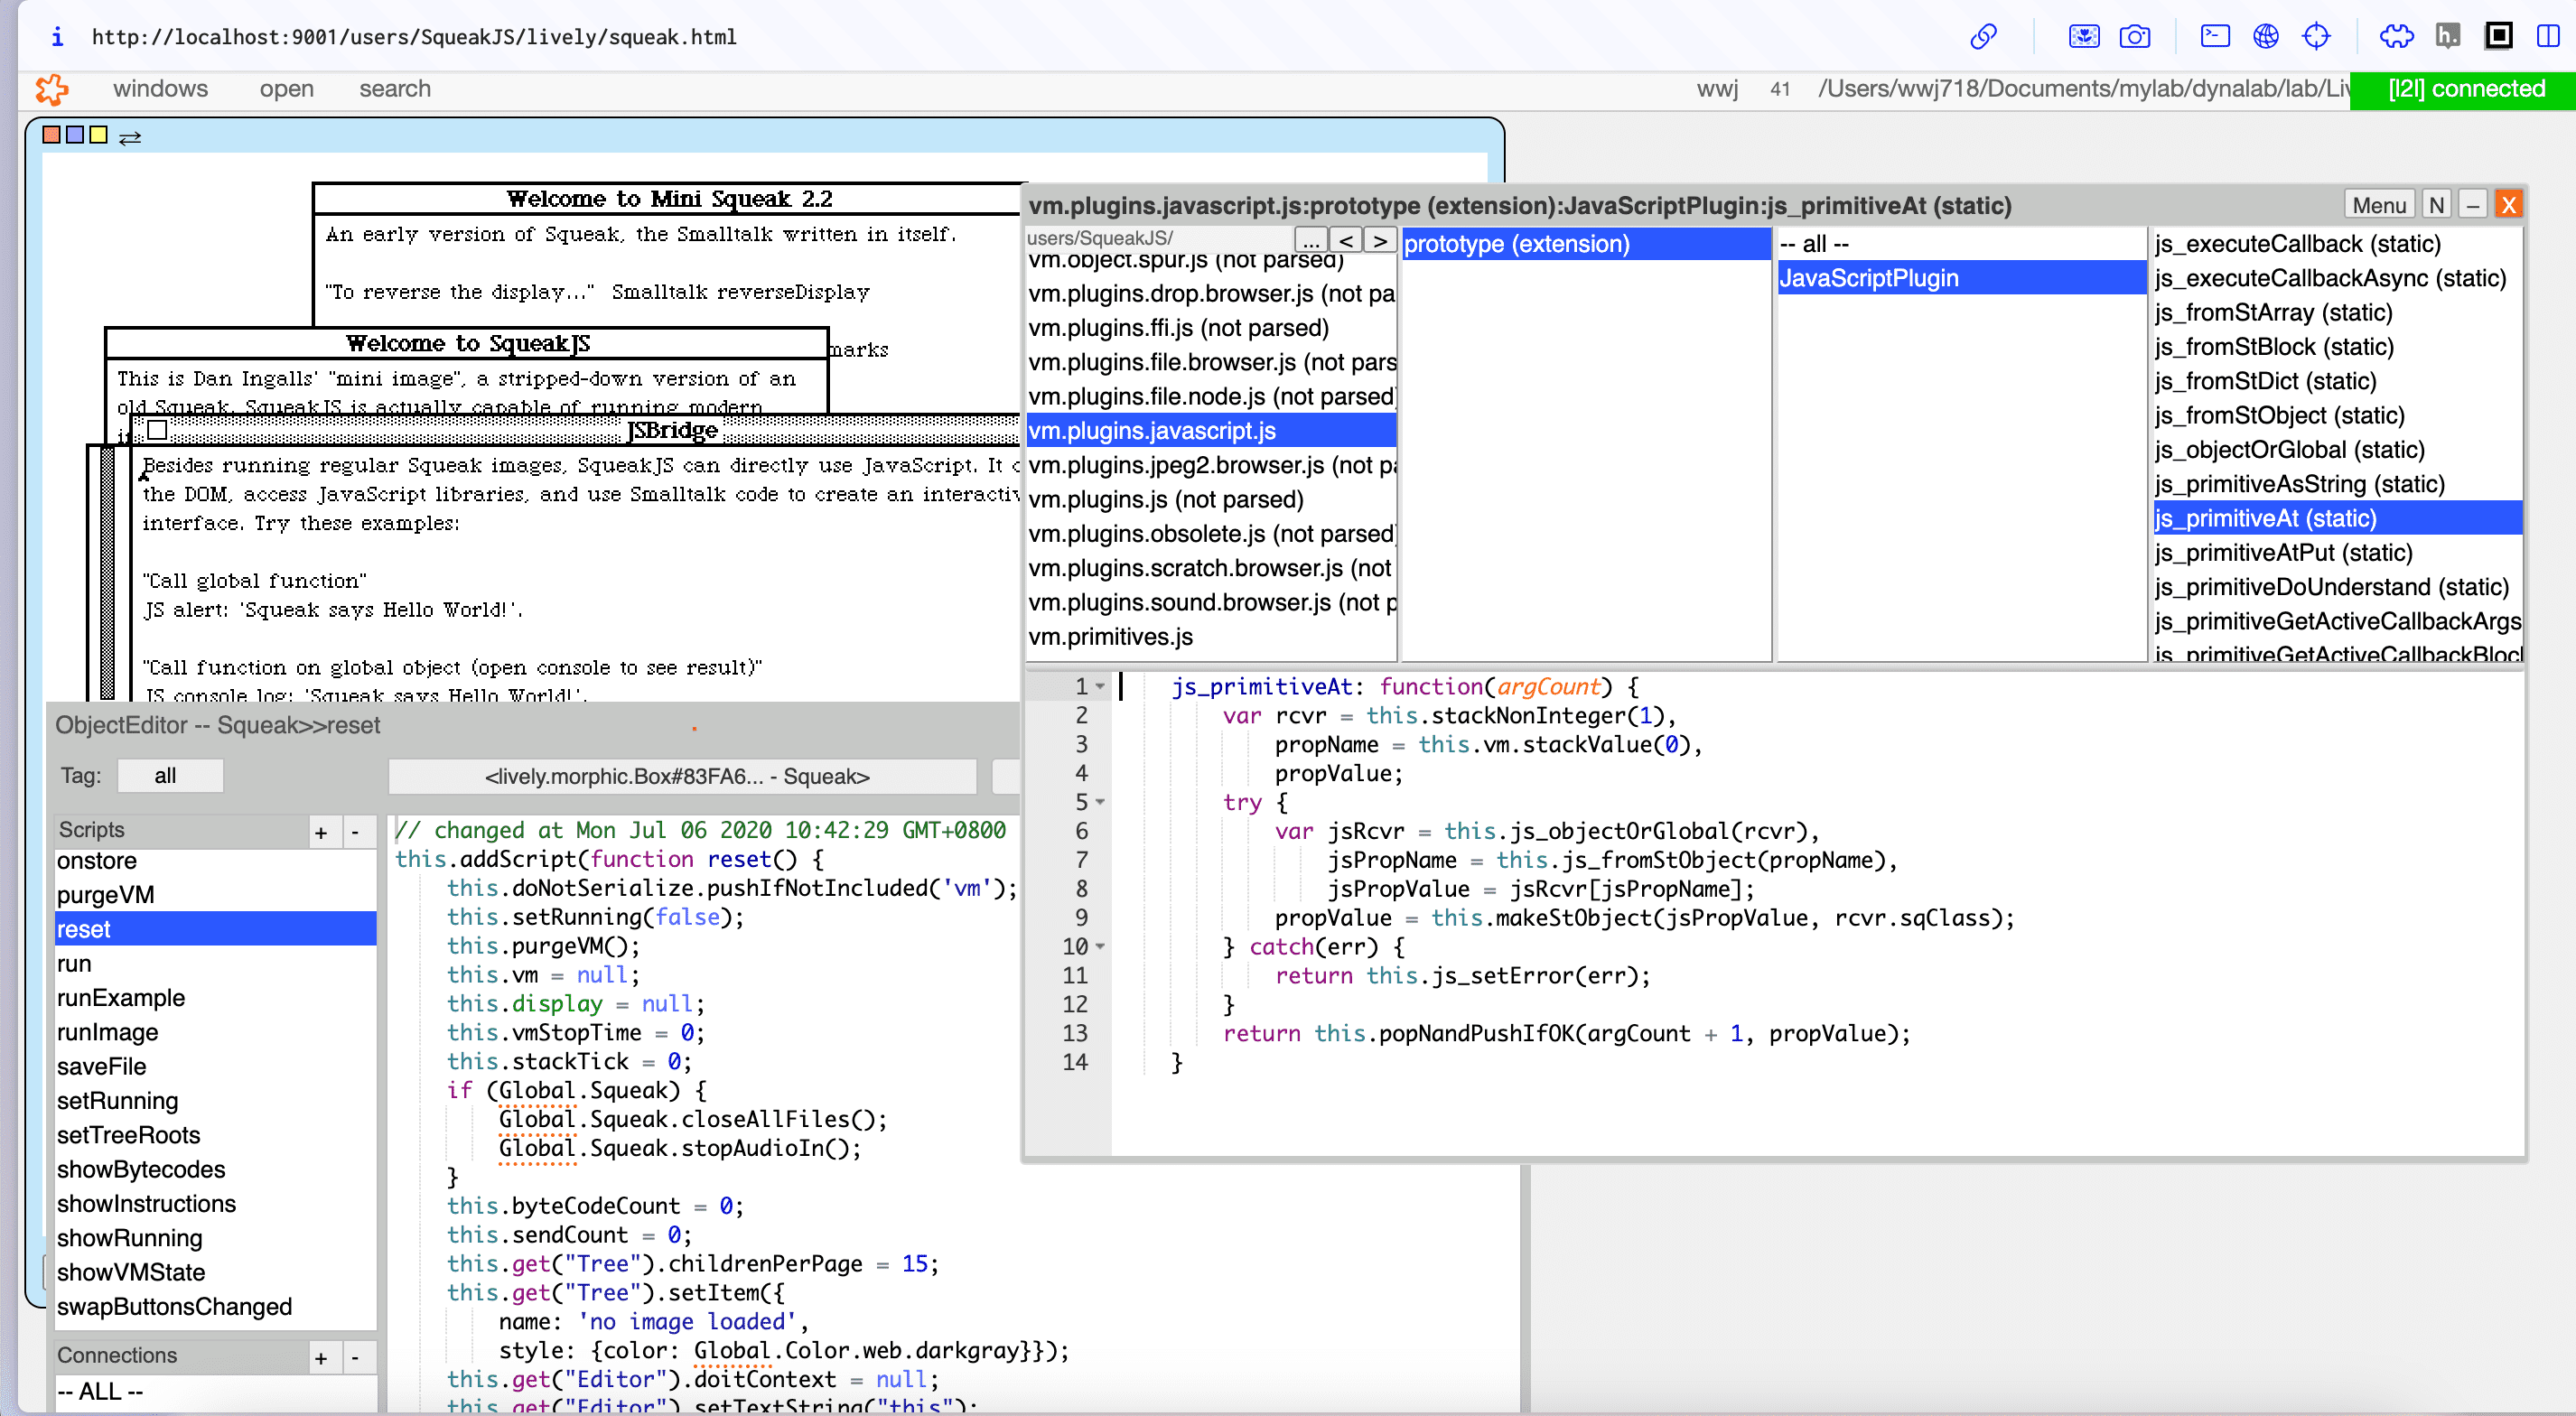 i http://localhost:9001/users/SqueakJS/lively/squeak.html
h.
windows open search wwj 41 /Users/wwj718/Documents/mylab/dynalab/lab/Liv [l2l] connected
Welcome to Mini Squeak 2.2
An early version of Squeak, the Smalltalk written in itself.
"To reverse the display..." Smalltalk reverseDisplay
marks
Welcome to SqueakJS
This is Dan Ingalls' "mini image", a stripped-down version of an
old Squeak. SqueakJS is actually capable of running modern
JSBridge
Besides running regular Squeak images, SqueakJS can directly use JavaScript. It c
the DOM, access JavaScript libraries, and use Smalltalk code to create an interactiv
interface. Try these examples:
"Call global function"
JS alert: 'Squeak says Hello World!'.
"Call function on global object (open console to see result)"
JS console log: 'Squeak says Hello World!'.
vm.plugins.javascript.js:prototype (extension):JavaScriptPlugin:js_primitiveAt (static)
Menu N – X
users/SqueakJS/ ... < >
vm.object.spur.js (not parsed)
vm.plugins.drop.browser.js (not pa
vm.plugins.ffi.js (not parsed)
vm.plugins.file.browser.js (not pars
vm.plugins.file.node.js (not parsed)
vm.plugins.javascript.js
vm.plugins.jpeg2.browser.js (not pa
vm.plugins.js (not parsed)
vm.plugins.obsolete.js (not parsed)
vm.plugins.scratch.browser.js (not
vm.plugins.sound.browser.js (not p
vm.primitives.js
prototype (extension)
-- all --
JavaScriptPlugin
js_executeCallback (static)
js_executeCallbackAsync (static)
js_fromStArray (static)
js_fromStBlock (static)
js_fromStDict (static)
js_fromStObject (static)
js_objectOrGlobal (static)
js_primitiveAsString (static)
js_primitiveAt (static)
js_primitiveAtPut (static)
js_primitiveDoUnderstand (static)
js_primitiveGetActiveCallbackArgs
js_primitiveGetActiveCallbackBlocl
1 js_primitiveAt: function(argCount) {
2 var rcvr = this.stackNonInteger(1),
3 propName = this.vm.stackValue(0),
4 propValue;
5 try {
6 var jsRcvr = this.js_objectOrGlobal(rcvr),
7 jsPropName = this.js_fromStObject(propName),
8 jsPropValue = jsRcvr[jsPropName];
9 propValue = this.makeStObject(jsPropValue, rcvr.sqClass);
10 } catch(err) {
11 return this.js_setError(err);
12 }
13 return this.popNandPushIfOK(argCount + 1, propValue);
14 }
ObjectEditor -- Squeak>>reset
Tag: all <lively.morphic.Box#83FA6... - Squeak>
Scripts + -
onstore
purgeVM
reset
run
runExample
runImage
saveFile
setRunning
setTreeRoots
showBytecodes
showInstructions
showRunning
showVMState
swapButtonsChanged
Connections + -
-- ALL --
// changed at Mon Jul 06 2020 10:42:29 GMT+0800
this.addScript(function reset() {
this.doNotSerialize.pushIfNotIncluded('vm');
this.setRunning(false);
this.purgeVM();
this.vm = null;
this.display = null;
this.vmStopTime = 0;
this.stackTick = 0;
if (Global.Squeak) {
Global.Squeak.closeAllFiles();
Global.Squeak.stopAudioIn();
}
this.byteCodeCount = 0;
this.sendCount = 0;
this.get("Tree").childrenPerPage = 15;
this.get("Tree").setItem({
name: 'no image loaded',
style: {color: Global.Color.web.darkgray}});
this.get("Editor").doitContext = null;
this.get("Editor").setTextString("this");